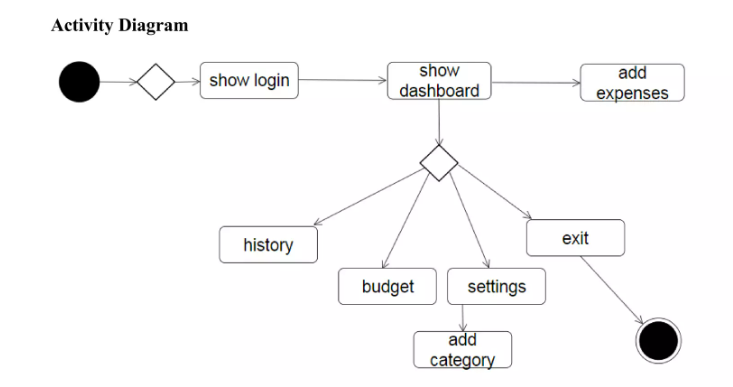 Activity Diagram
show login
show
dashboard
add
expenses
history
exit
budget
settings
add
category